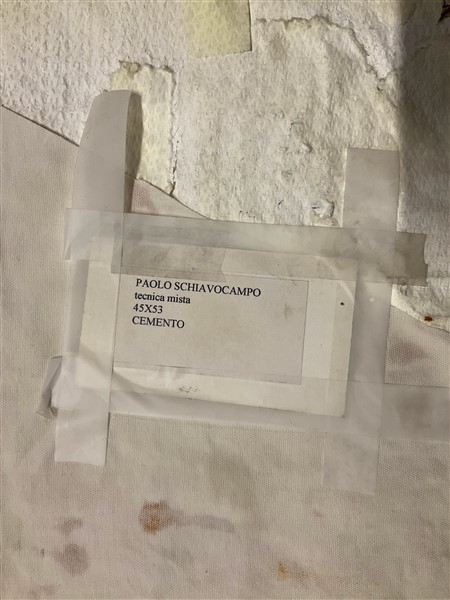 PAOLO SCHIAVOCAMPO
tecnica mista
45X53
CEMENTO